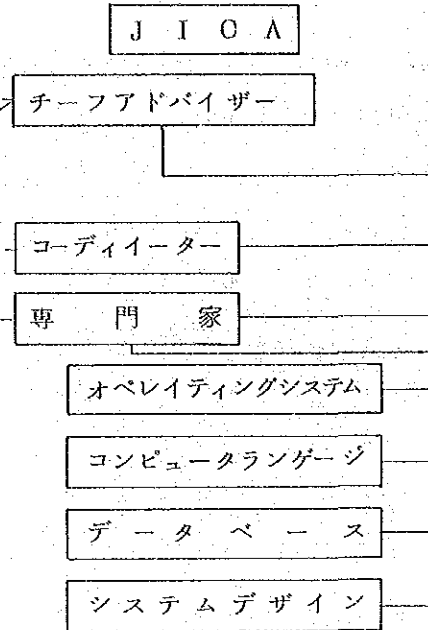 JICA
チーフアドバイザー
コーディイーター
専門家
オペレイティングシステム
コンピュータランゲージ
データベース
システムデザイン